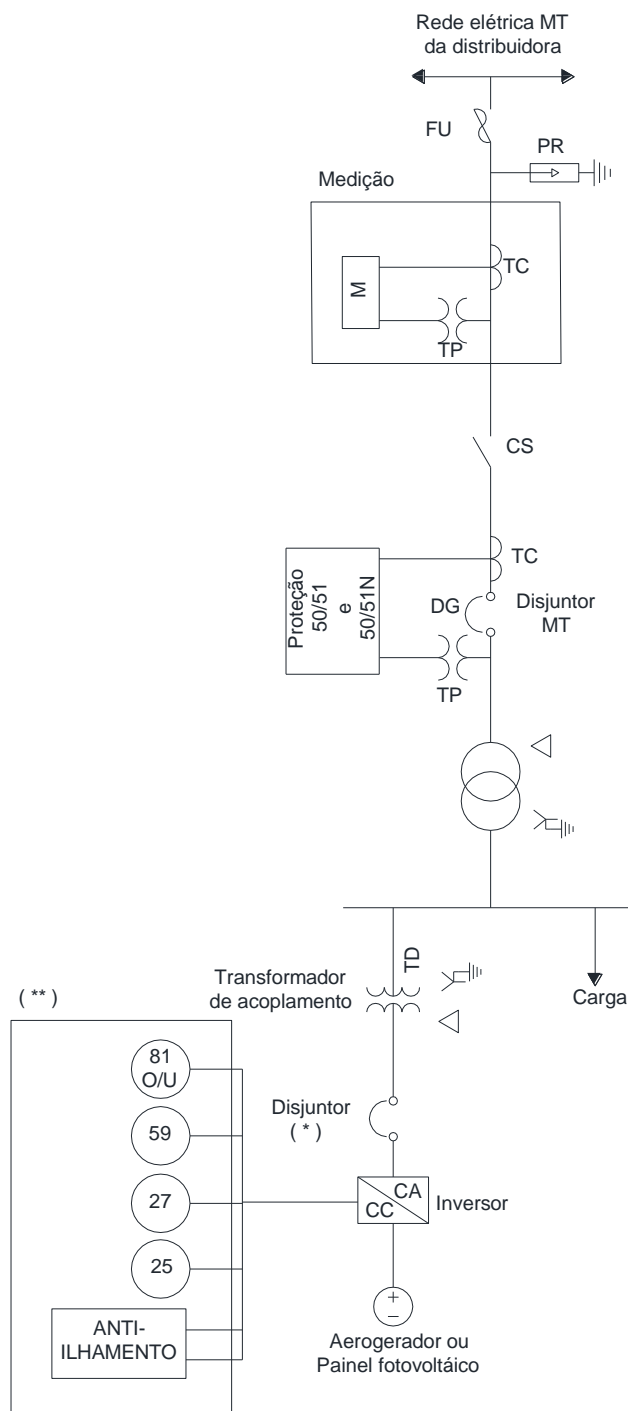 Rede elétrica MT
da distribuidora
FU
PR
Medição
TC
M
TP
CS
TC
Proteção
50/51
e
50/51N
DG
Disjuntor
MT
TP
TD
Transformador
de acoplamento
Carga
( ** )
81
O/U
59
27
25
ANTI-
ILHAMENTO
Disjuntor
( * )
CA
CC
Inversor
+
−
Aerogerador ou
Painel fotovoltáico